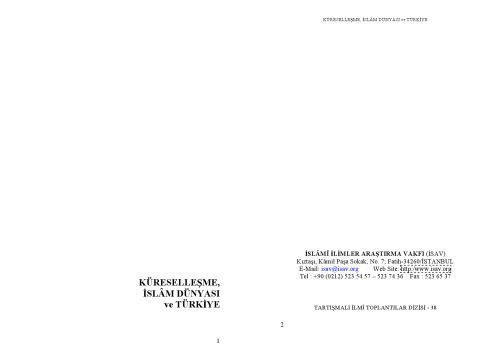 KÜRESELLEŞME,
İSLÂM DÜNYASI
ve TÜRKİYE
1
KÜRESELLEŞME, İSLÂM DÜNYASI ve TÜRKİYE
İSLÂMÎ İLİMLER ARAŞTIRMA VAKFI (İSAV)
Kıztaşı, Kâmil Paşa Sokak, No. 7; Fatih-34260/İSTANBUL
E-Mail: isav@isav.org Web Site: http:/www.isav.org
Tel : +90 (0212) 523 54 57 – 523 74 36 Fax : 523 65 37
TARTIŞMALI İLMÎ TOPLANTILAR DİZİSİ - 38
2